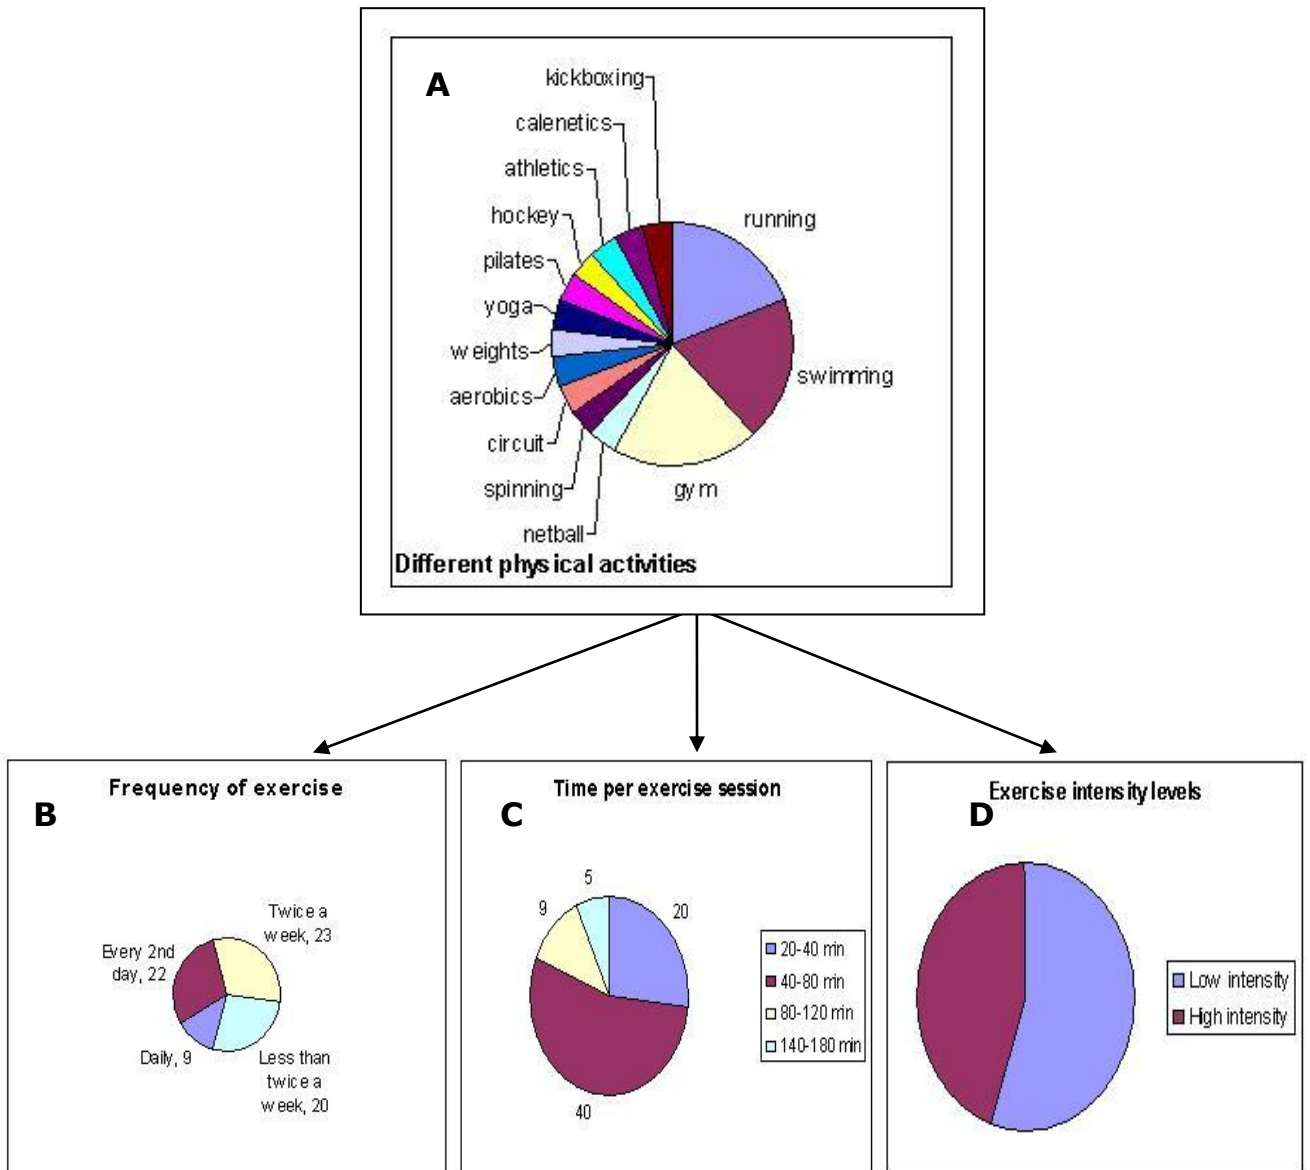 A
kickboxing
calenetics
athletics
hockey
pilates
yoga
weights
aerobics
circuit
spinning
netball
running
swimming
gym
Different physical activities
B
Frequency of exercise
Twice a
week, 23
Every 2nd
day, 22
Daily, 9
Less than
twice a
week, 20
C
Time per exercise session
5
9
20
40
20-40 min
40-80 min
80-120 min
140-180 min
D
Exercise intensity levels
Low intensity
High intensity